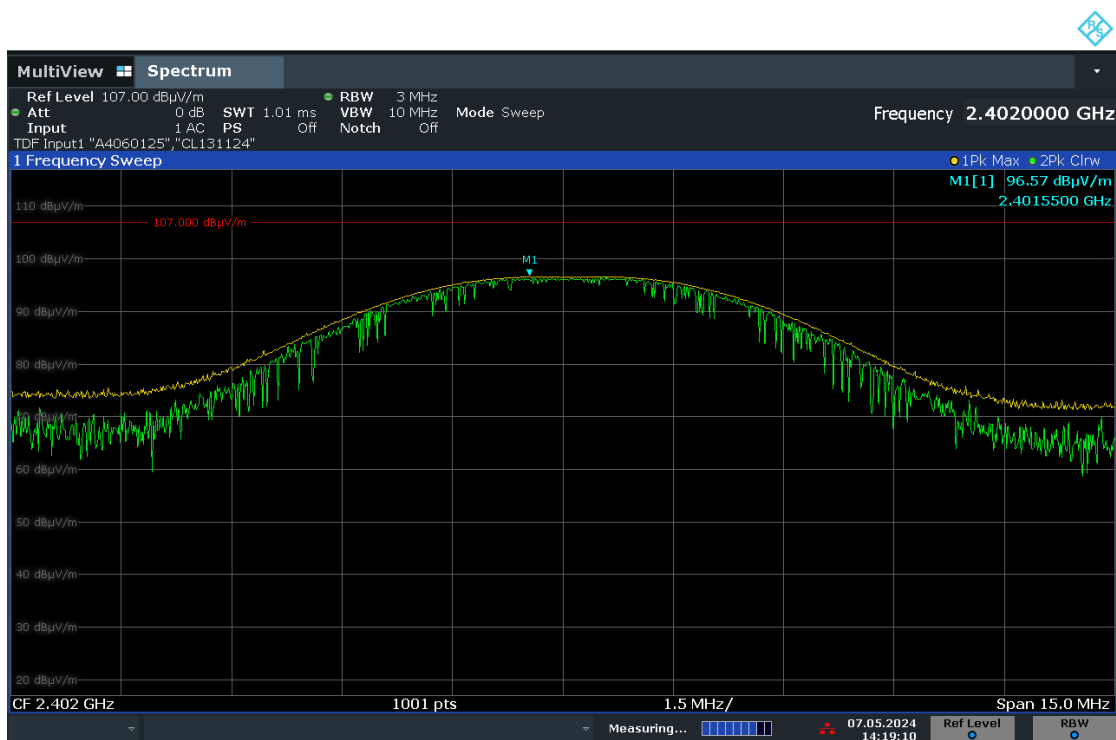 R&S
MultiView Spectrum
Ref Level 107.00 dBµV/m RBW 3 MHz
Att 0 dB SWT 1.01 ms VBW 10 MHz Mode Sweep Frequency 2.4020000 GHz
Input 1 AC PS Off Notch Off
TDF Input1 "A4060125","CL131124"
1 Frequency Sweep 1Pk Max 2Pk Clrw
M1[1] 96.57 dBµV/m
2.4015500 GHz
110 dBµV/m
107.000 dBµV/m
100 dBµV/m
M1
90 dBµV/m
80 dBµV/m
70 dBµV/m
60 dBµV/m
50 dBµV/m
40 dBµV/m
30 dBµV/m
20 dBµV/m
CF 2.402 GHz 1001 pts 1.5 MHz/ Span 15.0 MHz
Measuring... 07.05.2024 Ref Level RBW
14:19:10